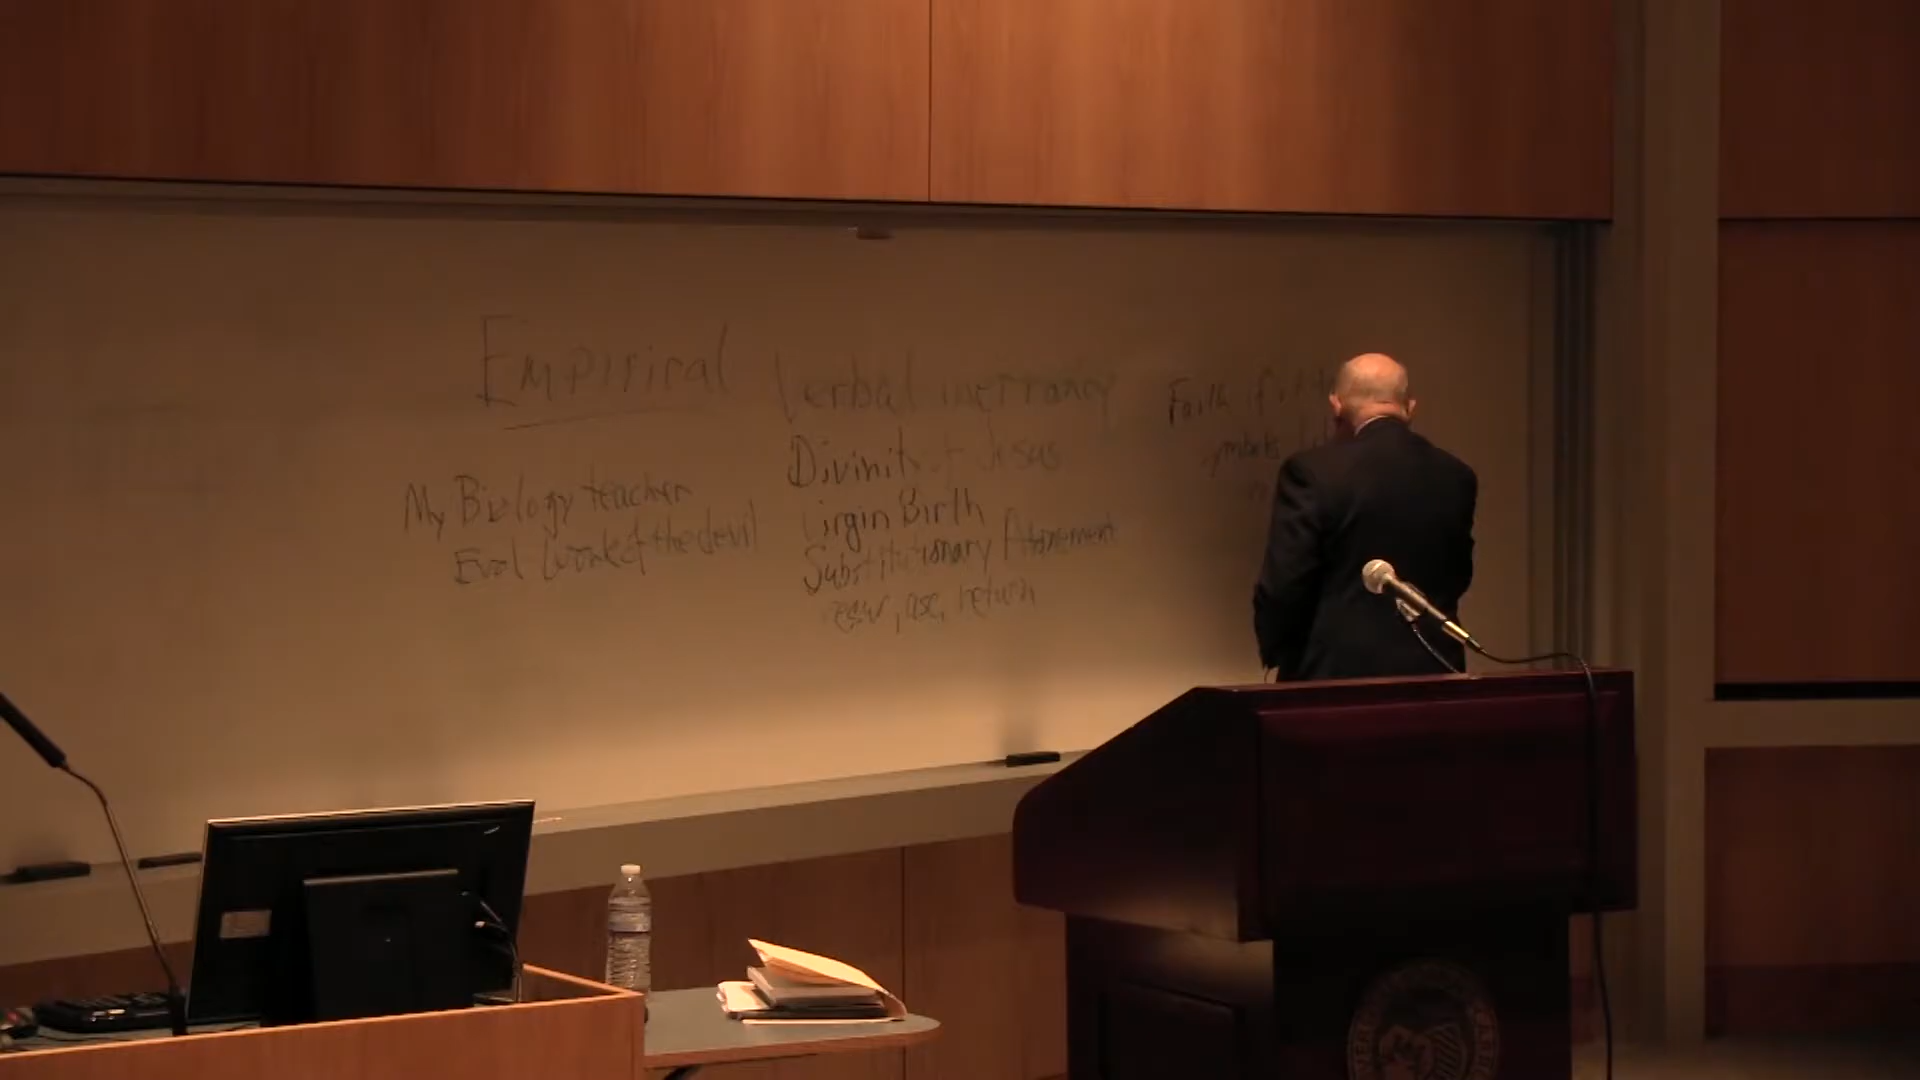 Empirical
My Biology teacher
Evol work of the devil
Verbal inerrancy
Divinity of Jesus
Virgin Birth
Substitutionary Atonement
resur, asc, return
Faith